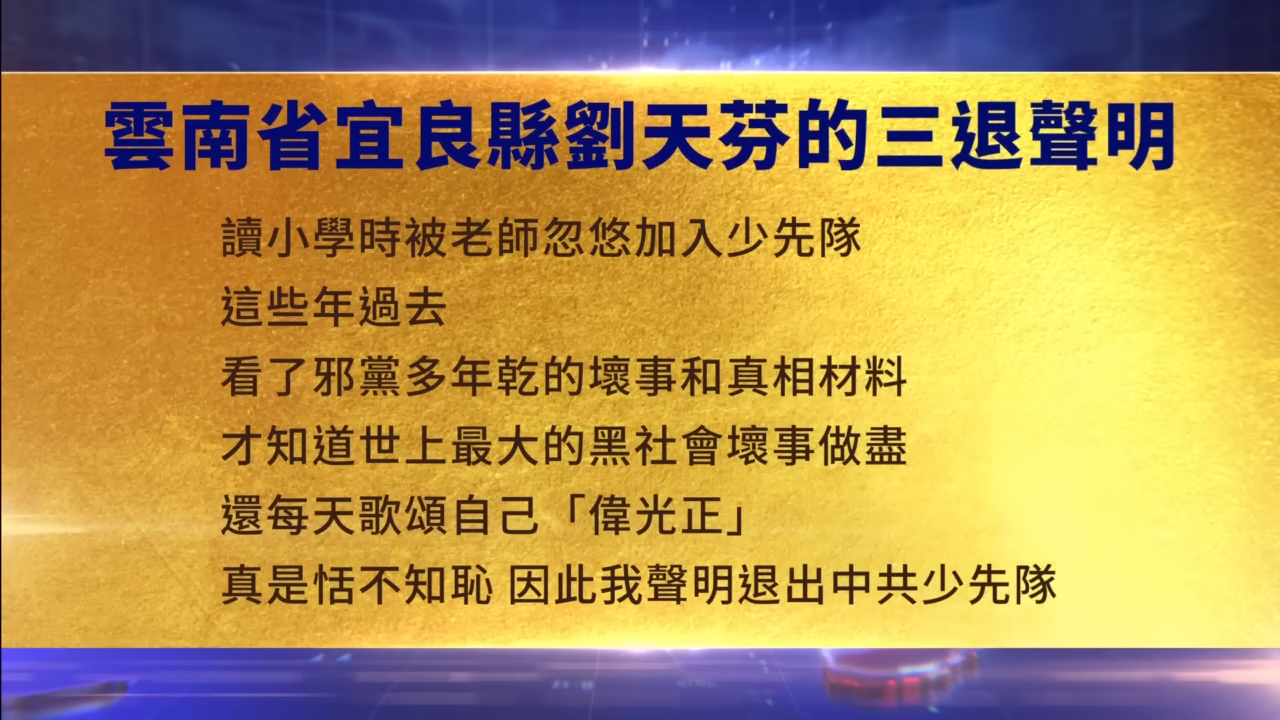 雲南省宜良縣劉天芬的三退聲明
讀小學時被老師忽悠加入少先隊
這些年過去
看了邪黨多年乾的壞事和真相材料
才知道世上最大的黑社會壞事做盡
還每天歌頌自己「偉光正」
真是恬不知恥 因此我聲明退出中共少先隊